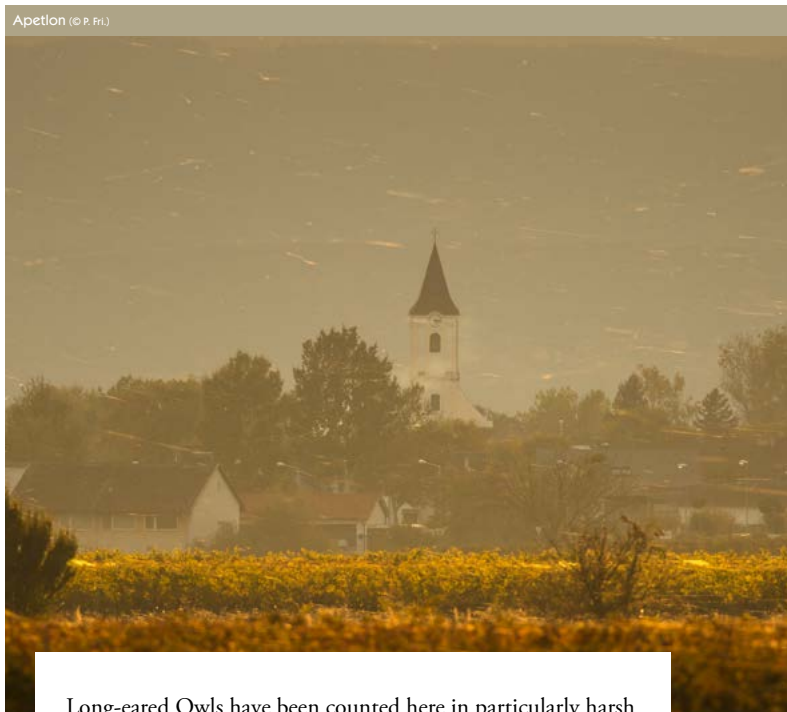 Apetlon (© P. Fri.)
Long-eared Owls have been counted here in particularly harsh